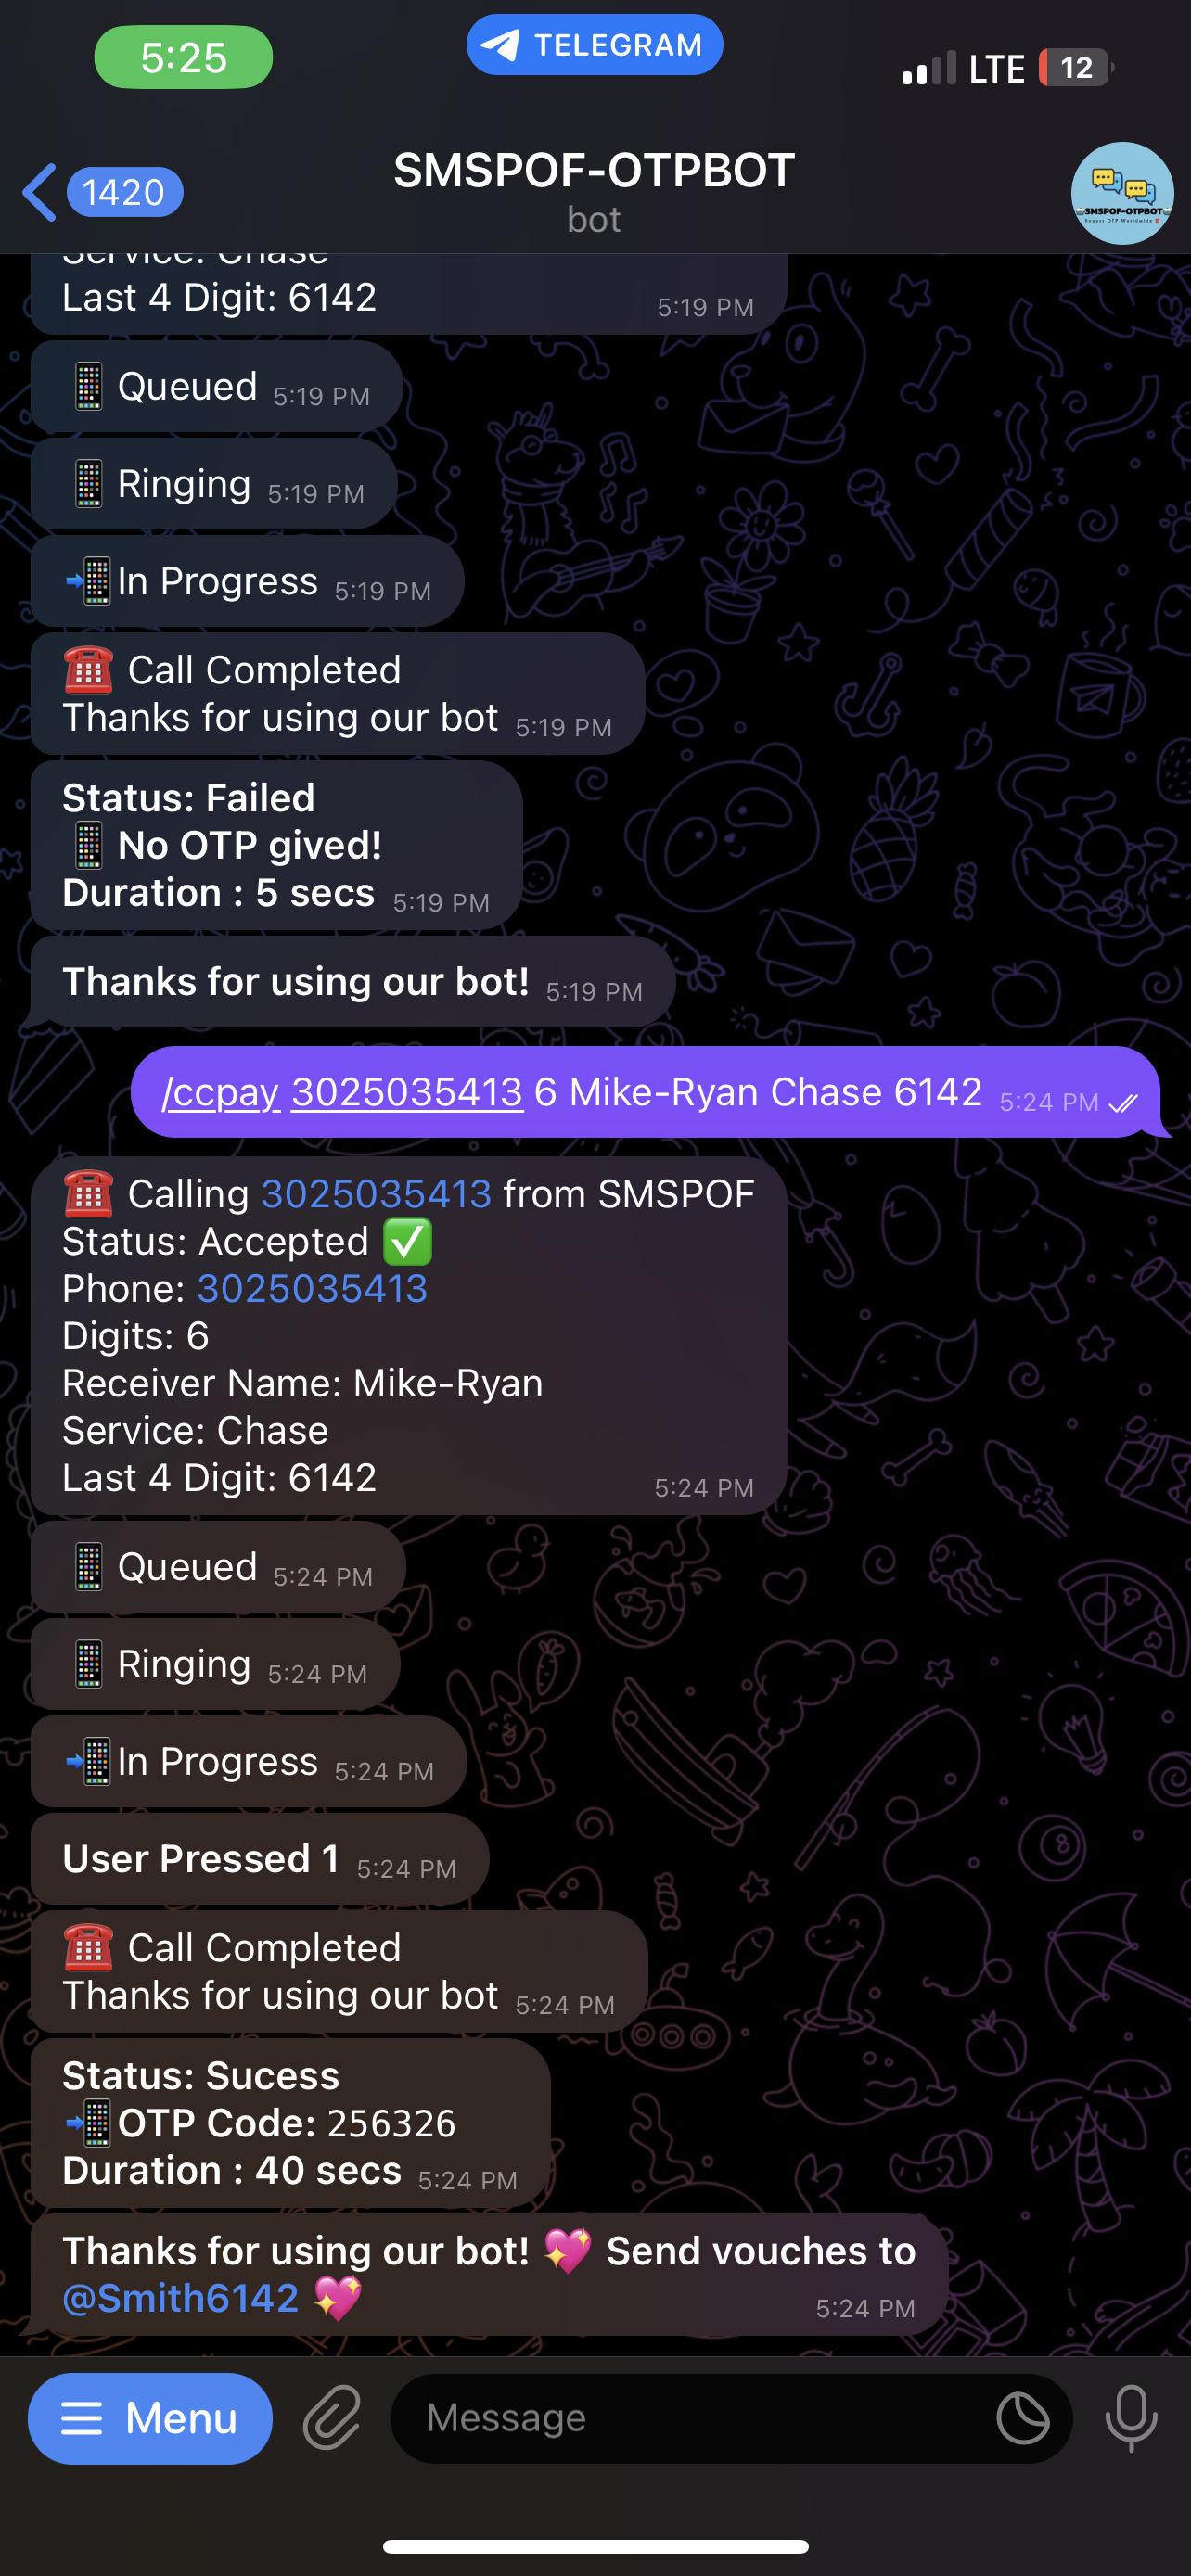 5:25
TELEGRAM
LTE 12
1420
SMSPOF-OTPBOT
bot
SMSPOF-OTPBOT
Bypass OTP Worldwide
Service: Chase
Last 4 Digit: 6142 5:19 PM
Queued 5:19 PM
Ringing 5:19 PM
In Progress 5:19 PM
Call Completed
Thanks for using our bot 5:19 PM
Status: Failed
No OTP gived!
Duration : 5 secs 5:19 PM
Thanks for using our bot! 5:19 PM
/ccpay 3025035413 6 Mike-Ryan Chase 6142 5:24 PM
Calling 3025035413 from SMSPOF
Status: Accepted ✅
Phone: 3025035413
Digits: 6
Receiver Name: Mike-Ryan
Service: Chase
Last 4 Digit: 6142 5:24 PM
Queued 5:24 PM
Ringing 5:24 PM
In Progress 5:24 PM
User Pressed 1 5:24 PM
Call Completed
Thanks for using our bot 5:24 PM
Status: Sucess
OTP Code: 256326
Duration : 40 secs 5:24 PM
Thanks for using our bot! 💖 Send vouches to
@Smith6142 💖 5:24 PM
Menu
Message